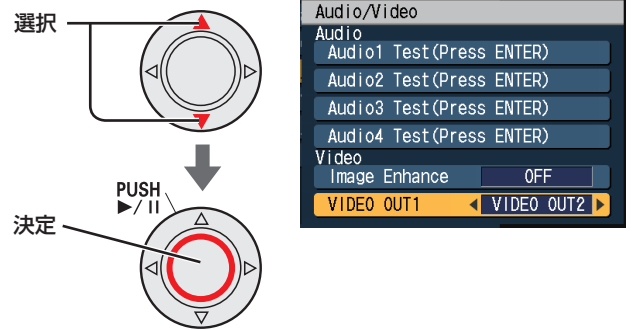 選択
PUSH
▶/II
決定
Audio/Video
Audio
Audio1 Test(Press ENTER)
Audio2 Test(Press ENTER)
Audio3 Test(Press ENTER)
Audio4 Test(Press ENTER)
Video
Image Enhance OFF
VIDEO OUT1 ◀ VIDEO OUT2 ▶